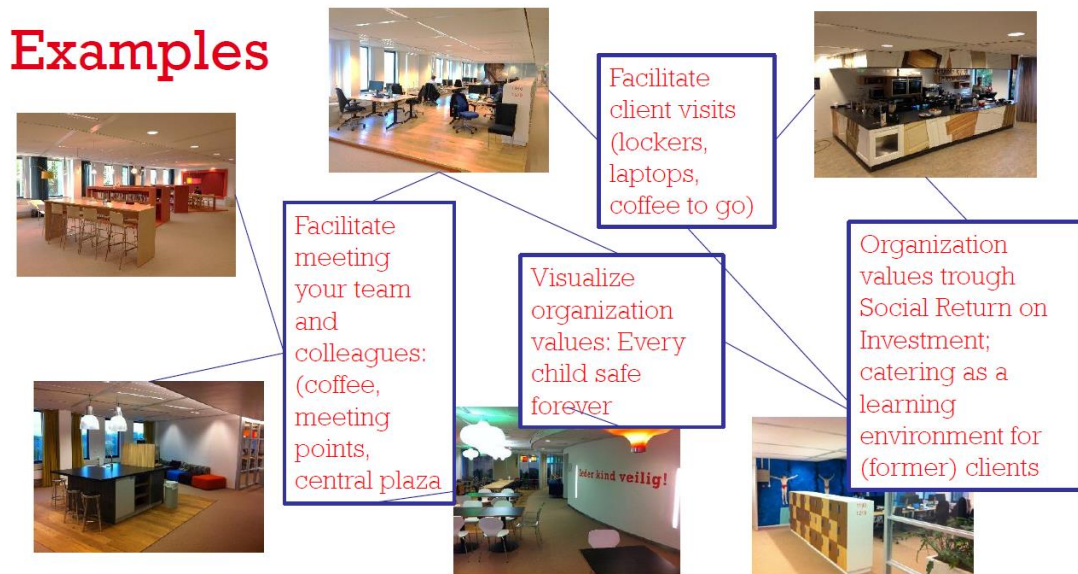 Examples
Facilitate
client visits
(lockers,
laptops,
coffee to go)
Facilitate
meeting
your team
and
colleagues:
(coffee,
meeting
points,
central plaza
Visualize
organization
values: Every
child safe
forever
Organization
values trough
Social Return on
Investment;
catering as a
learning
environment for
(former) clients
Ieder kind veilig!